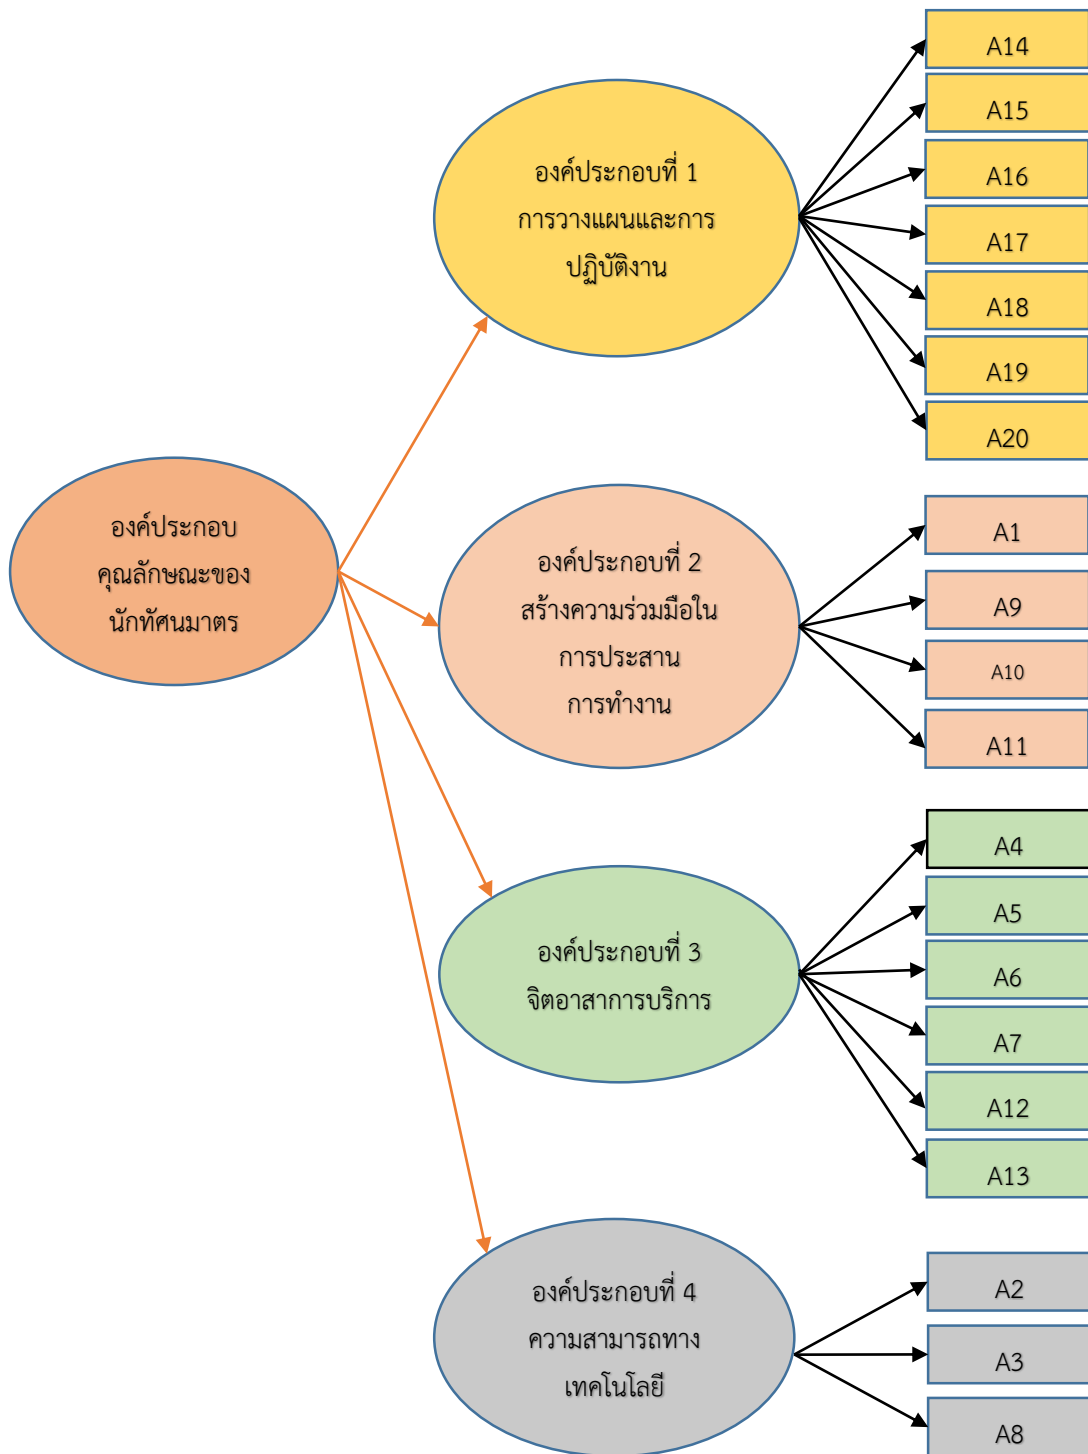 องค์ประกอบ
คุณลักษณะของ
นักทัศนมาตร
องค์ประกอบที่ 1
การวางแผนและการ
ปฏิบัติงาน
A14
A15
A16
A17
A18
A19
A20
องค์ประกอบที่ 2
สร้างความร่วมมือใน
การประสาน
การทำงาน
A1
A9
A10
A11
องค์ประกอบที่ 3
จิตอาสาการบริการ
A4
A5
A6
A7
A12
A13
องค์ประกอบที่ 4
ความสามารถทาง
เทคโนโลยี
A2
A3
A8